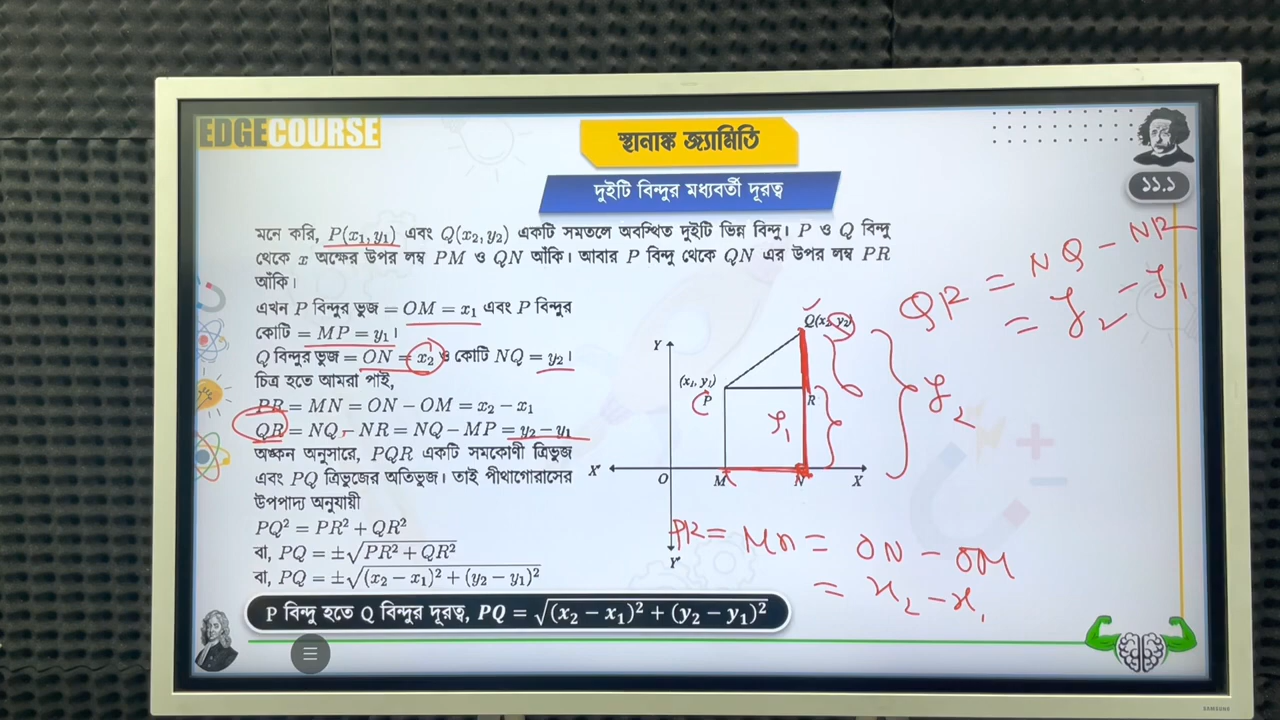 EDGECOURSE
স্থানাঙ্ক জ্যামিতি
দুইটি বিন্দুর মধ্যবর্তী দূরত্ব
১১.১
মনে করি, P(x₁, y₁) এবং Q(x₂, y₂) একটি সমতলে অবস্থিত দুইটি ভিন্ন বিন্দু। P ও Q বিন্দু
থেকে x অক্ষের উপর লম্ব PM ও QN আঁকি। আবার P বিন্দু থেকে QN এর উপর লম্ব PR
আঁকি।
এখন P বিন্দুর ভুজ = OM = x₁ এবং P বিন্দুর
কোটি = MP = y₁।
Q বিন্দুর ভুজ = ON = x₂ ও কোটি NQ = y₂।
চিত্র হতে আমরা পাই,
PR = MN = ON − OM = x₂ − x₁
QR = NQ − NR = NQ − MP = y₂ − y₁
অঙ্কন অনুসারে, PQR একটি সমকোণী ত্রিভুজ
এবং PQ ত্রিভুজের অতিভুজ। তাই পীথাগোরাসের
উপপাদ্য অনুযায়ী
PQ² = PR² + QR²
বা, PQ = ±√(PR² + QR²)
বা, PQ = ±√((x₂ − x₁)² + (y₂ − y₁)²)
P বিন্দু হতে Q বিন্দুর দূরত্ব, PQ = √((x₂ − x₁)² + (y₂ − y₁)²)
Q(x₂, y₂)
Y
(x₁, y₁)
P
R
y₁
y₂
X'
O
M
N
X
Y'
QR = NQ − NR
= y₂ − y₁
PR = Mn = ON − OM
= x₂ − x₁
SAMSUNG